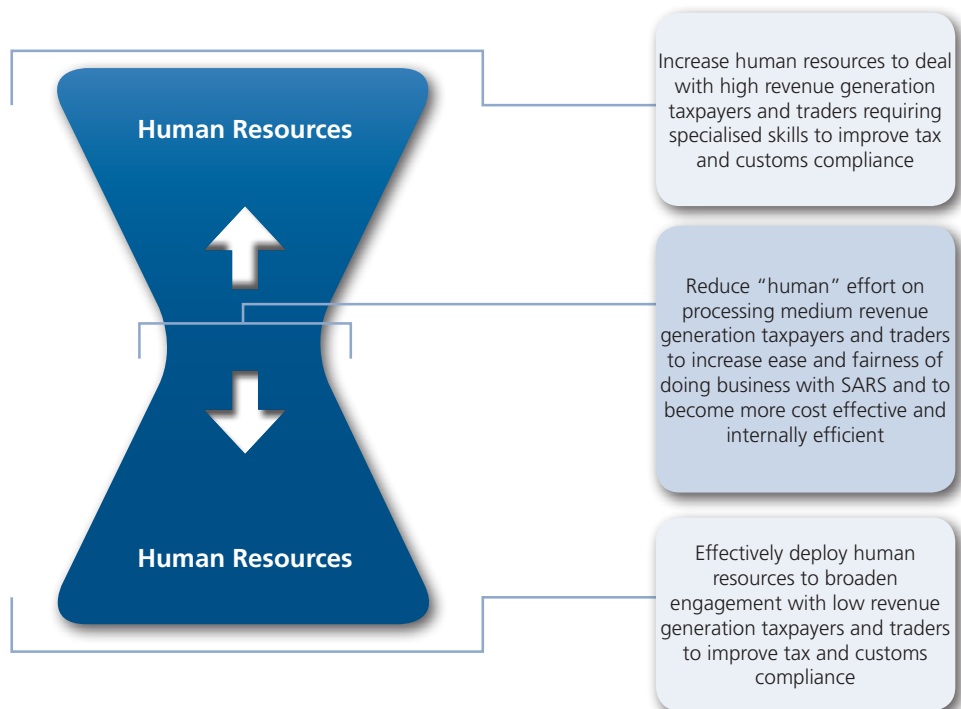 Human Resources
Human Resources
Increase human resources to deal
with high revenue generation
taxpayers and traders requiring
specialised skills to improve tax
and customs compliance
Reduce “human” effort on
processing medium revenue
generation taxpayers and traders
to increase ease and fairness of
doing business with SARS and to
become more cost effective and
internally efficient
Effectively deploy human
resources to broaden
engagement with low revenue
generation taxpayers and traders
to improve tax and customs
compliance